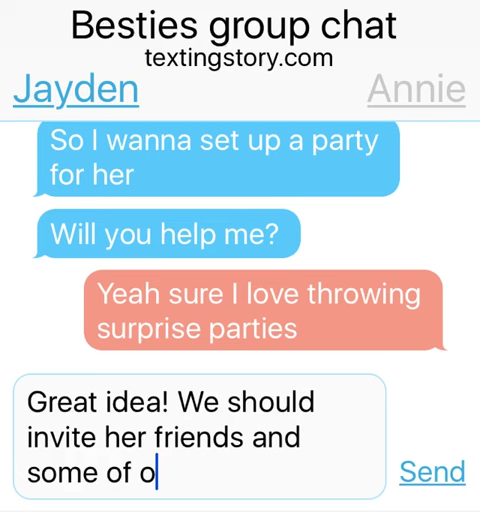 Besties group chat
textingstory.com
Jayden Annie
So I wanna set up a party
for her
Will you help me?
Yeah sure I love throwing
surprise parties
Great idea! We should
invite her friends and
some of o
Send